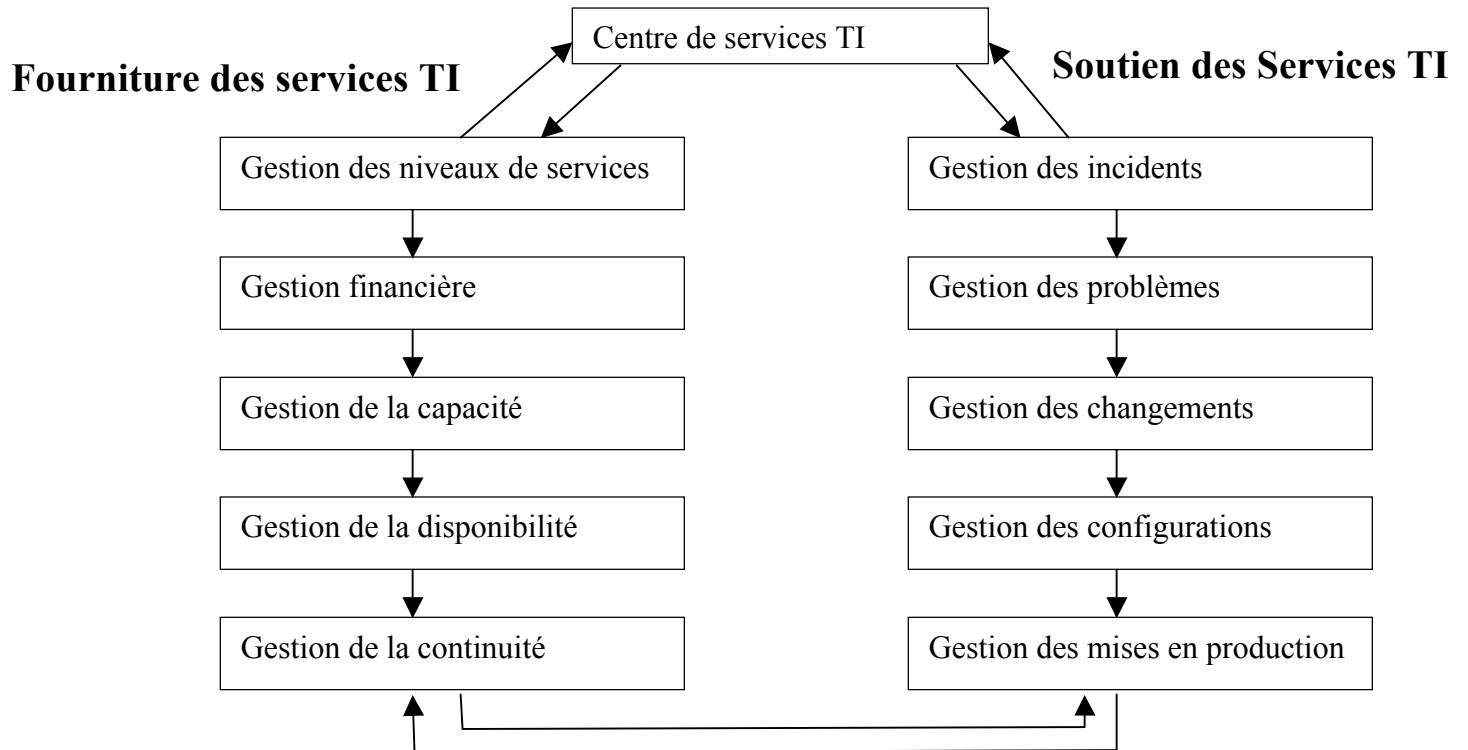 Centre de services TI
Fourniture des services TI
Soutien des Services TI
Gestion des niveaux de services
Gestion financière
Gestion de la capacité
Gestion de la disponibilité
Gestion de la continuité
Gestion des incidents
Gestion des problèmes
Gestion des changements
Gestion des configurations
Gestion des mises en production